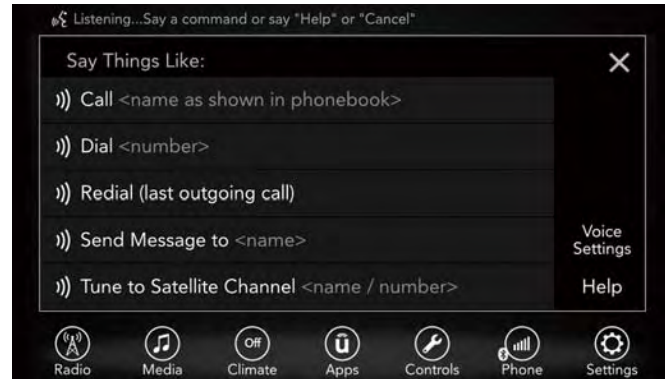 Listening...Say a command or say "Help" or "Cancel"
Say Things Like:
Call <name as shown in phonebook>
Dial <number>
Redial (last outgoing call)
Send Message to <name>
Tune to Satellite Channel <name / number>
Voice
Settings
Help
Off
ū
Radio
Media
Climate
Apps
Controls
Phone
Settings